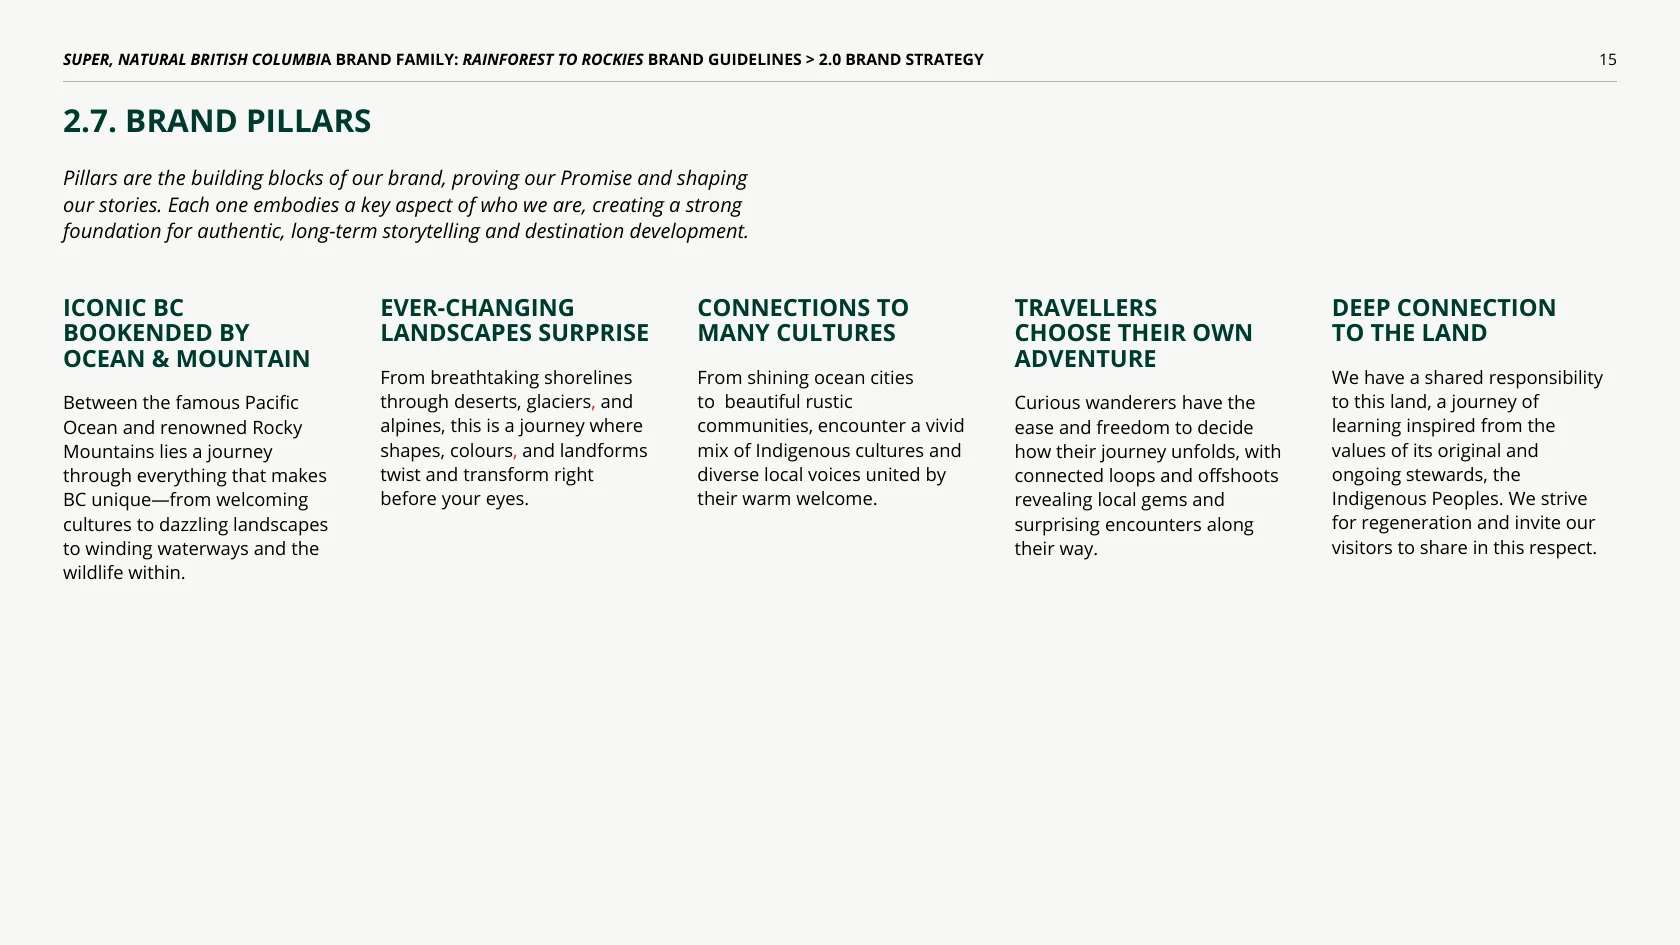 SUPER, NATURAL BRITISH COLUMBIA BRAND FAMILY: RAINFOREST TO ROCKIES BRAND GUIDELINES > 2.0 BRAND STRATEGY
15
2.7. BRAND PILLARS
Pillars are the building blocks of our brand, proving our Promise and shaping
our stories. Each one embodies a key aspect of who we are, creating a strong
foundation for authentic, long-term storytelling and destination development.
ICONIC BC
BOOKENDED BY
OCEAN & MOUNTAIN
Between the famous Pacific
Ocean and renowned Rocky
Mountains lies a journey
through everything that makes
BC unique—from welcoming
cultures to dazzling landscapes
to winding waterways and the
wildlife within.
EVER-CHANGING
LANDSCAPES SURPRISE
From breathtaking shorelines
through deserts, glaciers, and
alpines, this is a journey where
shapes, colours, and landforms
twist and transform right
before your eyes.
CONNECTIONS TO
MANY CULTURES
From shining ocean cities
to  beautiful rustic
communities, encounter a vivid
mix of Indigenous cultures and
diverse local voices united by
their warm welcome.
TRAVELLERS
CHOOSE THEIR OWN
ADVENTURE
Curious wanderers have the
ease and freedom to decide
how their journey unfolds, with
connected loops and offshoots
revealing local gems and
surprising encounters along
their way.
DEEP CONNECTION
TO THE LAND
We have a shared responsibility
to this land, a journey of
learning inspired from the
values of its original and
ongoing stewards, the
Indigenous Peoples. We strive
for regeneration and invite our
visitors to share in this respect.